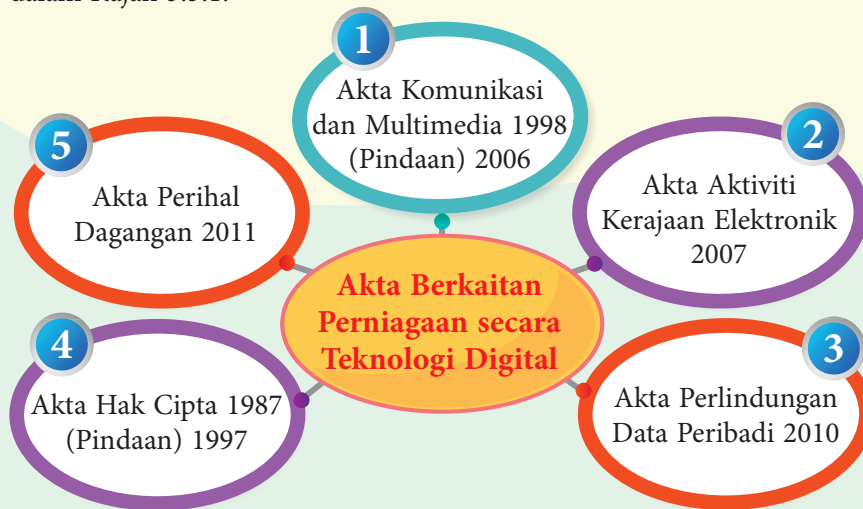 1
Akta Komunikasi
dan Multimedia 1998
(Pindaan) 2006
2
Akta Aktiviti
Kerajaan Elektronik
2007
3
Akta Perlindungan
Data Peribadi 2010
4
Akta Hak Cipta 1987
(Pindaan) 1997
5
Akta Perihal
Dagangan 2011
Akta Berkaitan
Perniagaan secara
Teknologi Digital